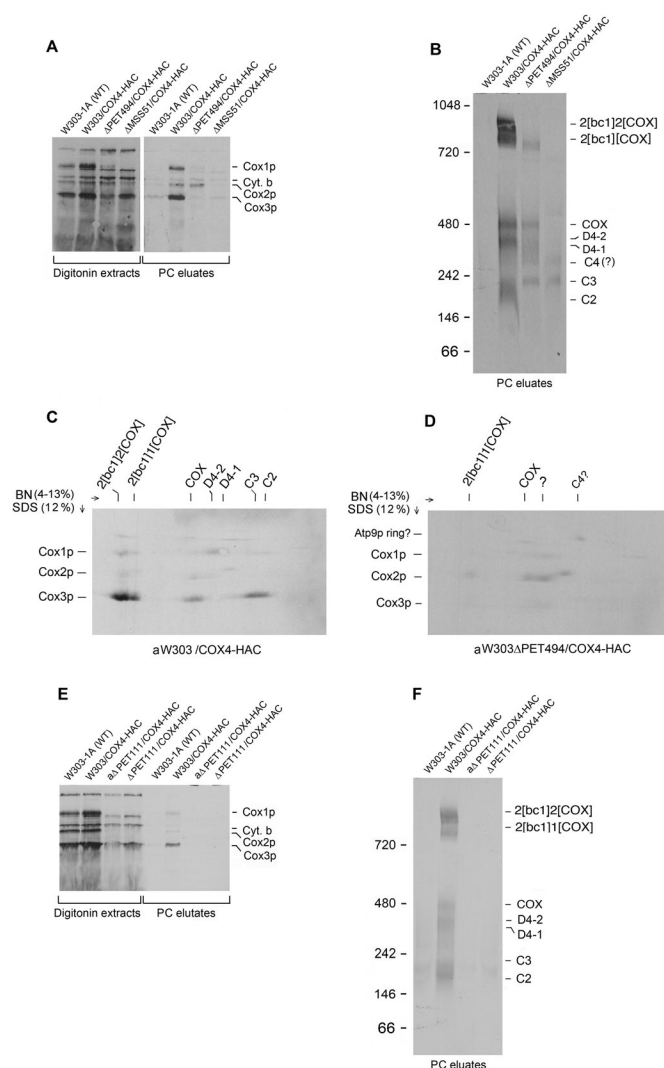 A
W303-1A (WT)
W303/COX4-HAC
ΔPET494/COX4-HAC
ΔMSS51/COX4-HAC
W303-1A (WT)
W303/COX4-HAC
ΔPET494/COX4-HAC
ΔMSS51/COX4-HAC
Cox1p
Cyt. b
Cox2p
Cox3p
Digitonin extracts
PC eluates
B
W303-1A (WT)
W303/COX4-HAC
ΔPET494/COX4-HAC
ΔMSS51/COX4-HAC
1048
720
480
242
146
66
2[bc1]2[COX]
2[bc1][COX]
COX
D4-2
D4-1
C4(?)
C3
C2
PC eluates
C
2[bc1]2[COX]
2[bc1]1[COX]
COX
D4-2
D4-1
C3
C2
BN (4-13%)
SDS (12 %)
Cox1p
Cox2p
Cox3p
aW303 /COX4-HAC
D
2[bc1]1[COX]
COX
?
C4?
BN (4-13%)
SDS (12%)
Atp9p ring?
Cox1p
Cox2p
Cox3p
aW303ΔPET494/COX4-HAC
E
W303-1A (WT)
W303/COX4-HAC
aΔPET111/COX4-HAC
ΔPET111/COX4-HAC
W303-1A (WT)
W303/COX4-HAC
aΔPET111/COX4-HAC
ΔPET111/COX4-HAC
Cox1p
Cyt. b
Cox2p
Cox3p
Digitonin extracts
PC elutates
F
W303-1A (WT)
W303/COX4-HAC
aΔPET111/COX4-HAC
ΔPET111/COX4-HAC
720
480
242
146
66
2[bc1]2[COX]
2[bc1]1[COX]
COX
D4-2
D4-1
C3
C2
PC eluates